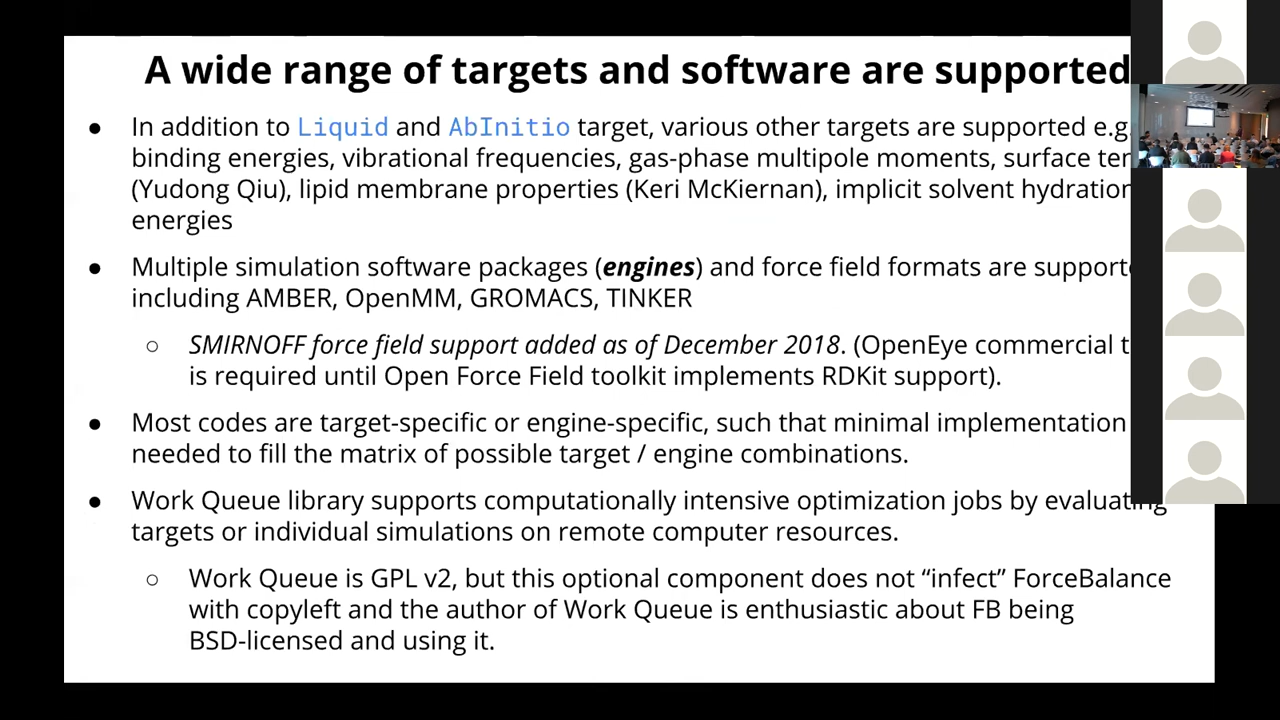 A wide range of targets and software are supported
● In addition to Liquid and AbInitio target, various other targets are supported e.g.
binding energies, vibrational frequencies, gas-phase multipole moments, surface
(Yudong Qiu), lipid membrane properties (Keri McKiernan), implicit solvent hydration
energies
● Multiple simulation software packages (engines) and force field formats are
including AMBER, OpenMM, GROMACS, TINKER
○ SMIRNOFF force field support added as of December 2018. (OpenEye commercial
is required until Open Force Field toolkit implements RDKit support).
● Most codes are target-specific or engine-specific, such that minimal implementation
needed to fill the matrix of possible target / engine combinations.
● Work Queue library supports computationally intensive optimization jobs by evaluating
targets or individual simulations on remote computer resources.
○ Work Queue is GPL v2, but this optional component does not “infect” ForceBalance
with copyleft and the author of Work Queue is enthusiastic about FB being
BSD-licensed and using it.